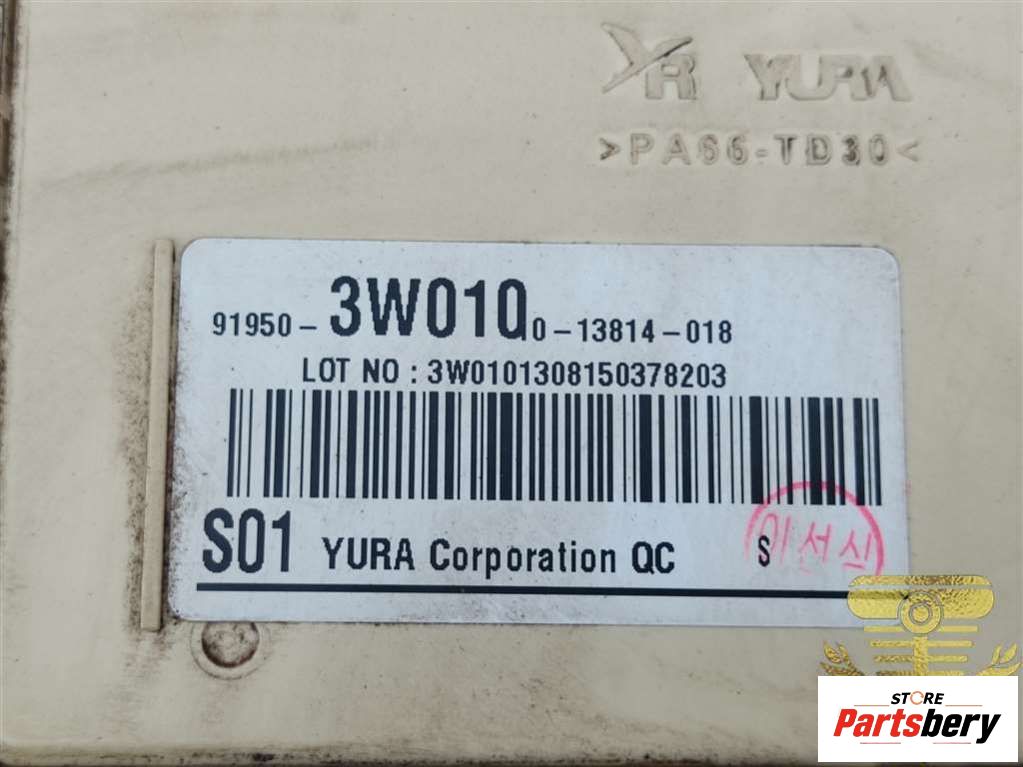 YR YURA
>PA66-TD30<
91950- 3W010 0-13814-018
LOT NO : 3W0101308150378203
S01 YURA Corporation QC S
이선신
STORE
Partsbery